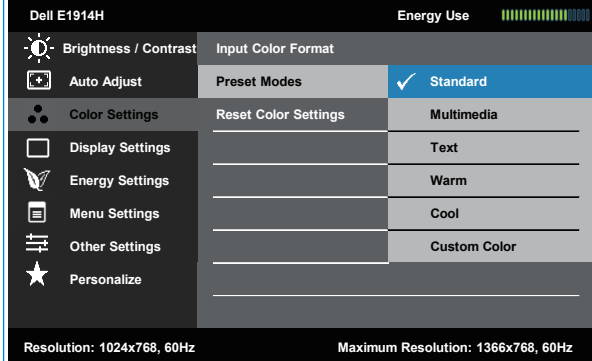 Dell E1914H Energy Use
Brightness / Contrast Input Color Format
Auto Adjust Preset Modes Standard
Color Settings Reset Color Settings Multimedia
Display Settings Text
Energy Settings Warm
Menu Settings Cool
Other Settings Custom Color
Personalize
Resolution: 1024x768, 60Hz Maximum Resolution: 1366x768, 60Hz